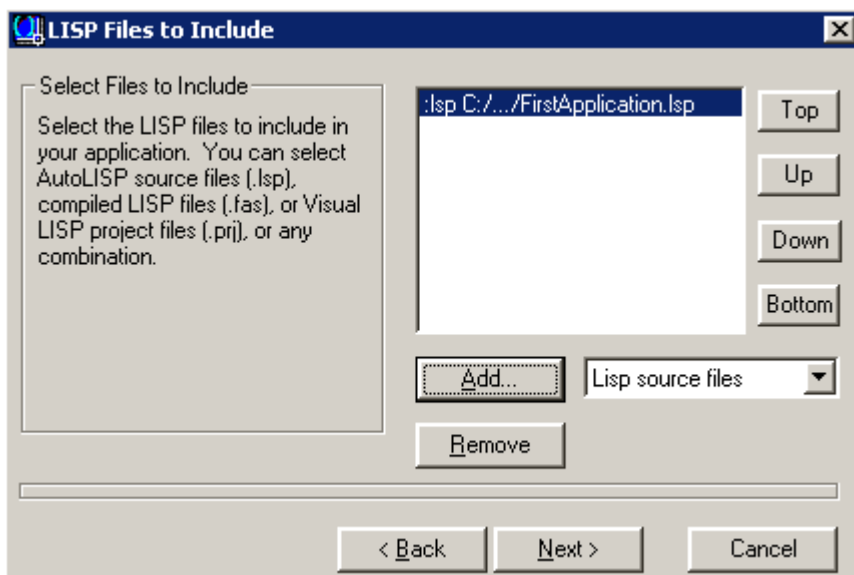 LISP Files to Include
Select Files to Include
Select the LISP files to include in
your application. You can select
AutoLISP source files (.lsp),
compiled LISP files (.fas), or Visual
LISP project files (.prj), or any
combination.
:lsp C:/.../FirstApplication.lsp
Top
Up
Down
Bottom
Add...
Lisp source files
Remove
< Back
Next >
Cancel